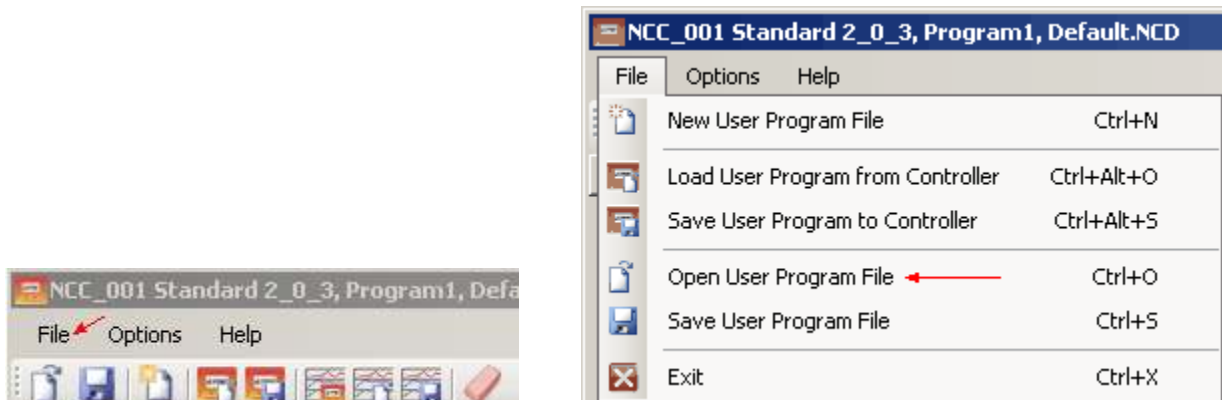 NCC_001 Standard 2_0_3, Program1, Defa
File Options Help
NCC_001 Standard 2_0_3, Program1, Default.NCD
File Options Help
New User Program File Ctrl+N
Load User Program from Controller Ctrl+Alt+O
Save User Program to Controller Ctrl+Alt+S
Open User Program File Ctrl+O
Save User Program File Ctrl+S
Exit Ctrl+X